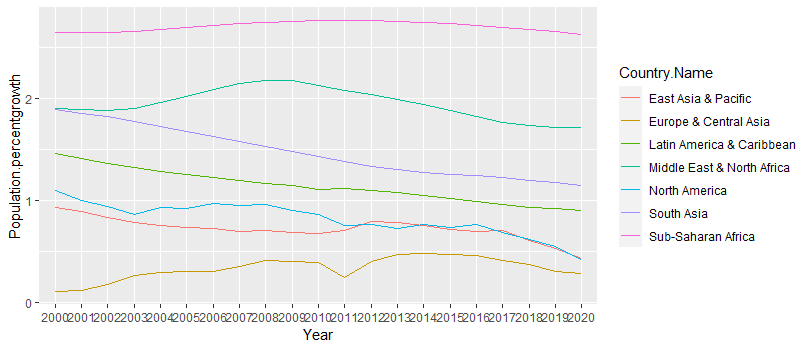 Population.percentgrowth
2
1
0
2000 2001 2002 2003 2004 2005 2006 2007 2008 2009 2010 2011 2012 2013 2014 2015 2016 2017 2018 2019 2020
Year
Country.Name
East Asia & Pacific
Europe & Central Asia
Latin America & Caribbean
Middle East & North Africa
North America
South Asia
Sub-Saharan Africa